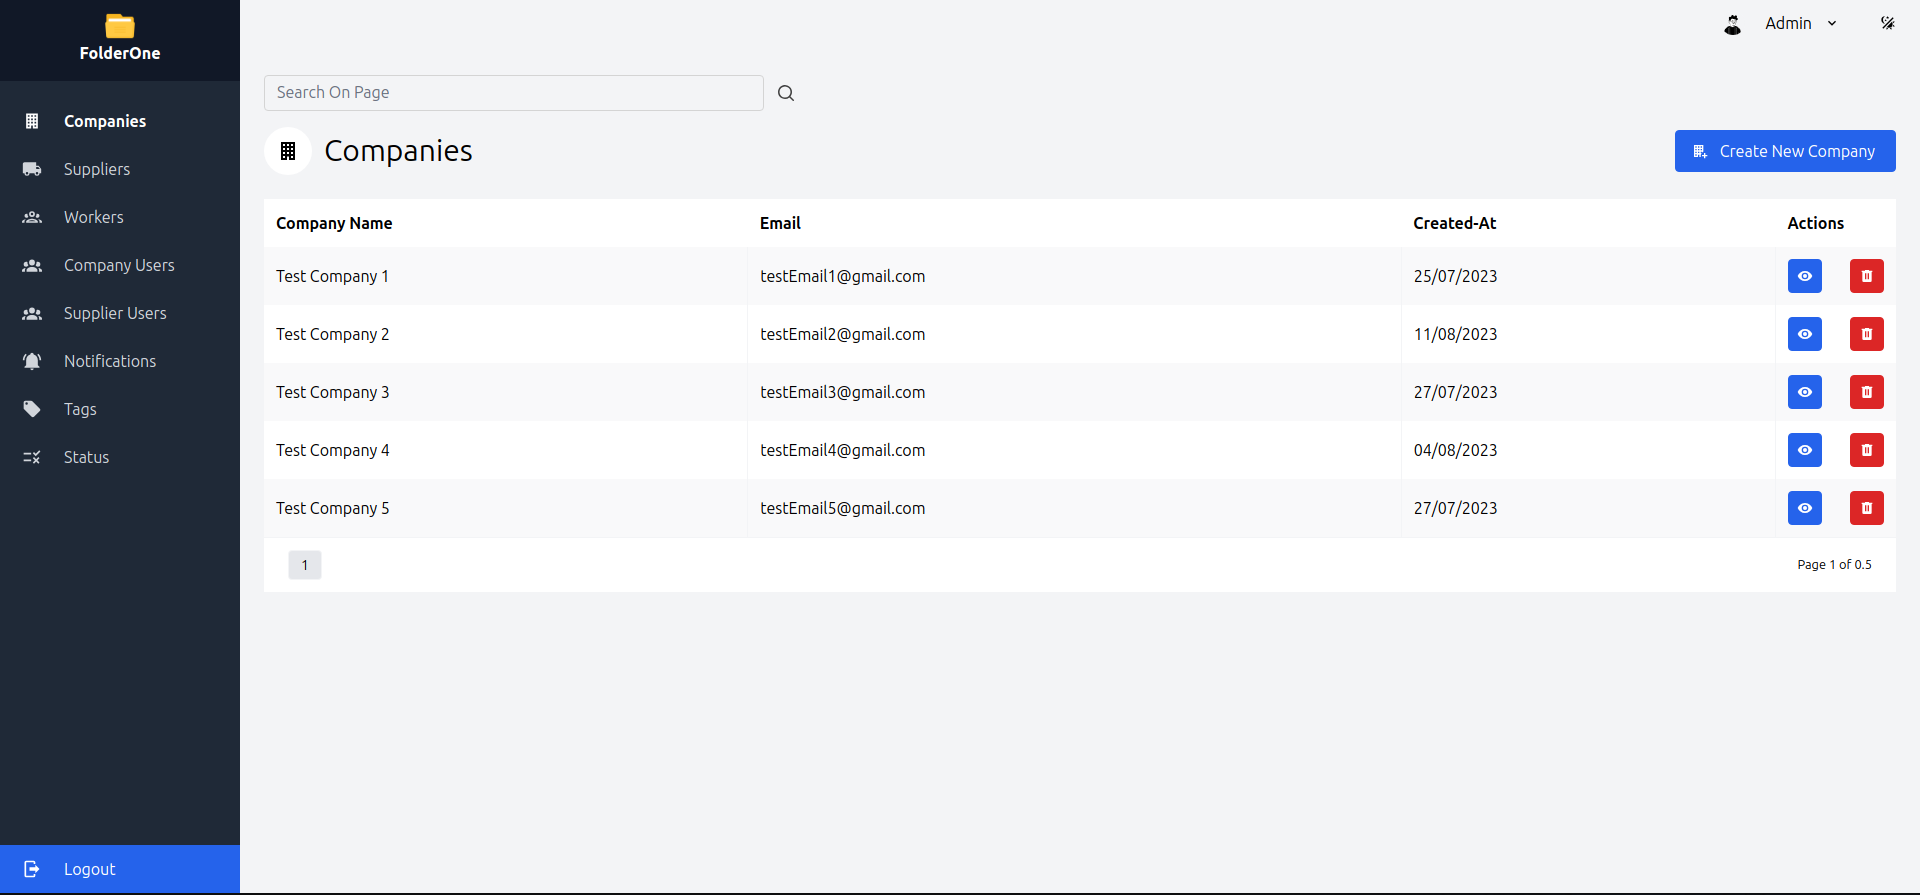 FolderOne
Companies
Suppliers
Workers
Company Users
Supplier Users
Notifications
Tags
Status
Logout
Admin
Search On Page
Companies
Create New Company
Company Name Email Created-At Actions
Test Company 1 testEmail1@gmail.com 25/07/2023
Test Company 2 testEmail2@gmail.com 11/08/2023
Test Company 3 testEmail3@gmail.com 27/07/2023
Test Company 4 testEmail4@gmail.com 04/08/2023
Test Company 5 testEmail5@gmail.com 27/07/2023
1 Page 1 of 0.5